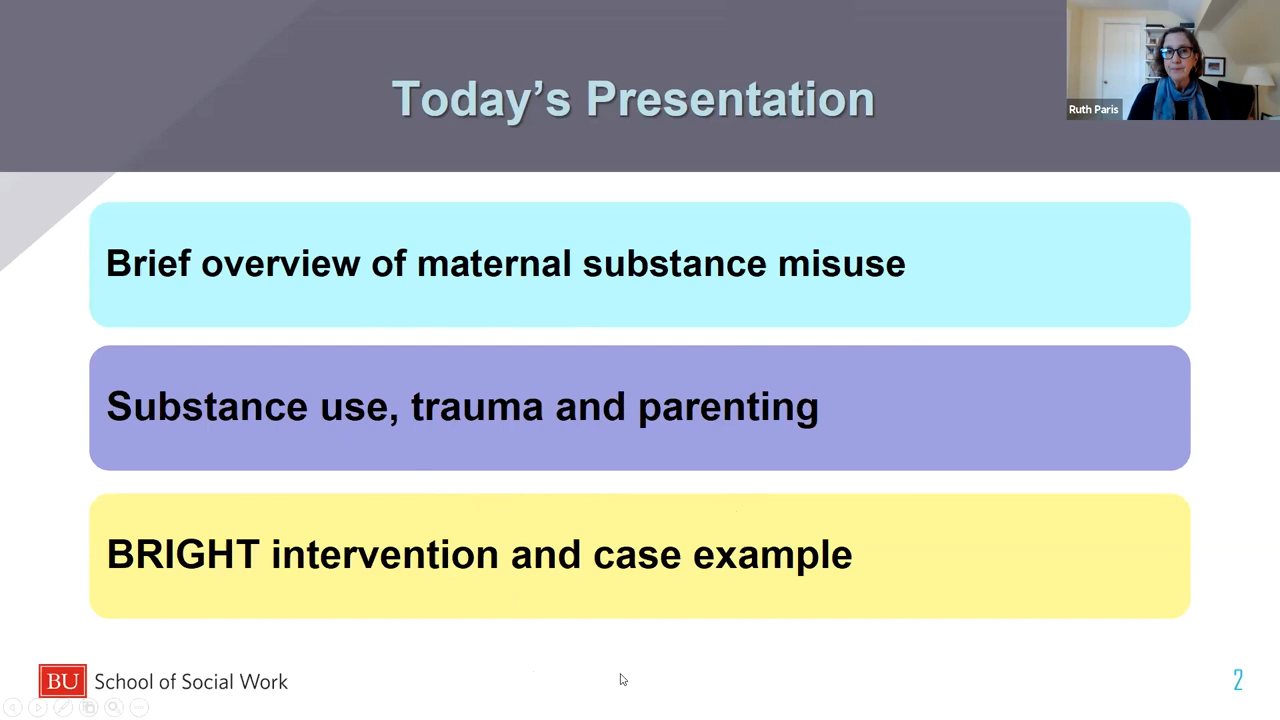 Today's Presentation
Ruth Paris
Brief overview of maternal substance misuse
Substance use, trauma and parenting
BRIGHT intervention and case example
BU School of Social Work
2